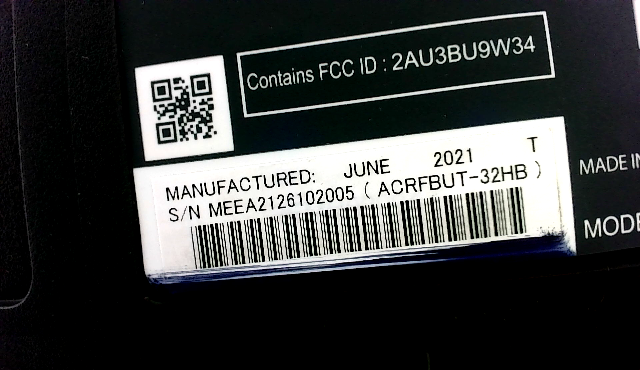 Contains FCC ID : 2AU3BU9W34
MANUFACTURED: JUNE 2021 T
S/N MEEA2126102005 ( ACRFBUT-32HB )
MADE IN
MODE